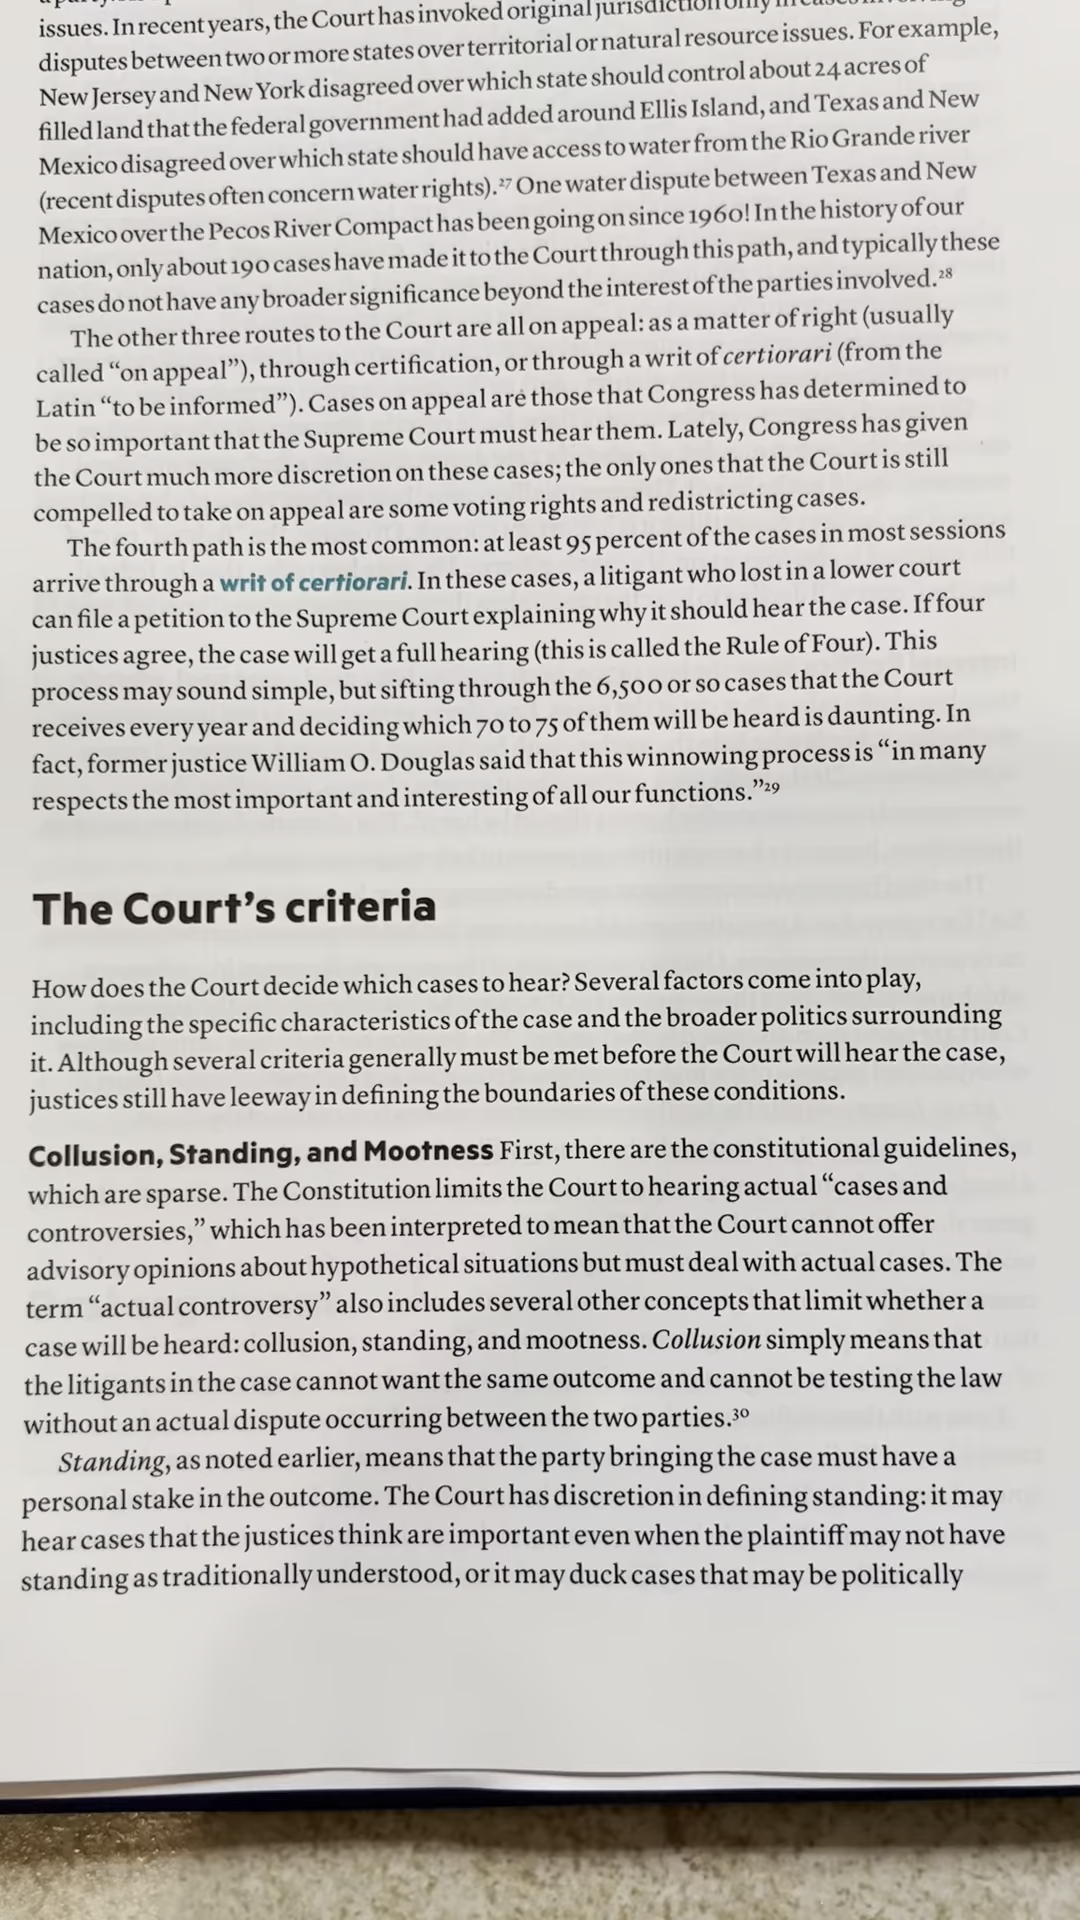 issues. In recent years, the Court has invoked original jurisdiction only in cases involving
disputes between two or more states over territorial or natural resource issues. For example,
New Jersey and New York disagreed over which state should control about 24 acres of
filled land that the federal government had added around Ellis Island, and Texas and New
Mexico disagreed over which state should have access to water from the Rio Grande river
(recent disputes often concern water rights).²⁷ One water dispute between Texas and New
Mexico over the Pecos River Compact has been going on since 1960! In the history of our
nation, only about 190 cases have made it to the Court through this path, and typically these
cases do not have any broader significance beyond the interest of the parties involved.²⁸
The other three routes to the Court are all on appeal: as a matter of right (usually
called “on appeal”), through certification, or through a writ of certiorari (from the
Latin “to be informed”). Cases on appeal are those that Congress has determined to
be so important that the Supreme Court must hear them. Lately, Congress has given
the Court much more discretion on these cases; the only ones that the Court is still
compelled to take on appeal are some voting rights and redistricting cases.
The fourth path is the most common: at least 95 percent of the cases in most sessions
arrive through a writ of certiorari. In these cases, a litigant who lost in a lower court
can file a petition to the Supreme Court explaining why it should hear the case. If four
justices agree, the case will get a full hearing (this is called the Rule of Four). This
process may sound simple, but sifting through the 6,500 or so cases that the Court
receives every year and deciding which 70 to 75 of them will be heard is daunting. In
fact, former justice William O. Douglas said that this winnowing process is “in many
respects the most important and interesting of all our functions.”²⁹
The Court’s criteria
How does the Court decide which cases to hear? Several factors come into play,
including the specific characteristics of the case and the broader politics surrounding
it. Although several criteria generally must be met before the Court will hear the case,
justices still have leeway in defining the boundaries of these conditions.
Collusion, Standing, and Mootness First, there are the constitutional guidelines,
which are sparse. The Constitution limits the Court to hearing actual “cases and
controversies,” which has been interpreted to mean that the Court cannot offer
advisory opinions about hypothetical situations but must deal with actual cases. The
term “actual controversy” also includes several other concepts that limit whether a
case will be heard: collusion, standing, and mootness. Collusion simply means that
the litigants in the case cannot want the same outcome and cannot be testing the law
without an actual dispute occurring between the two parties.³⁰
Standing, as noted earlier, means that the party bringing the case must have a
personal stake in the outcome. The Court has discretion in defining standing: it may
hear cases that the justices think are important even when the plaintiff may not have
standing as traditionally understood, or it may duck cases that may be politically